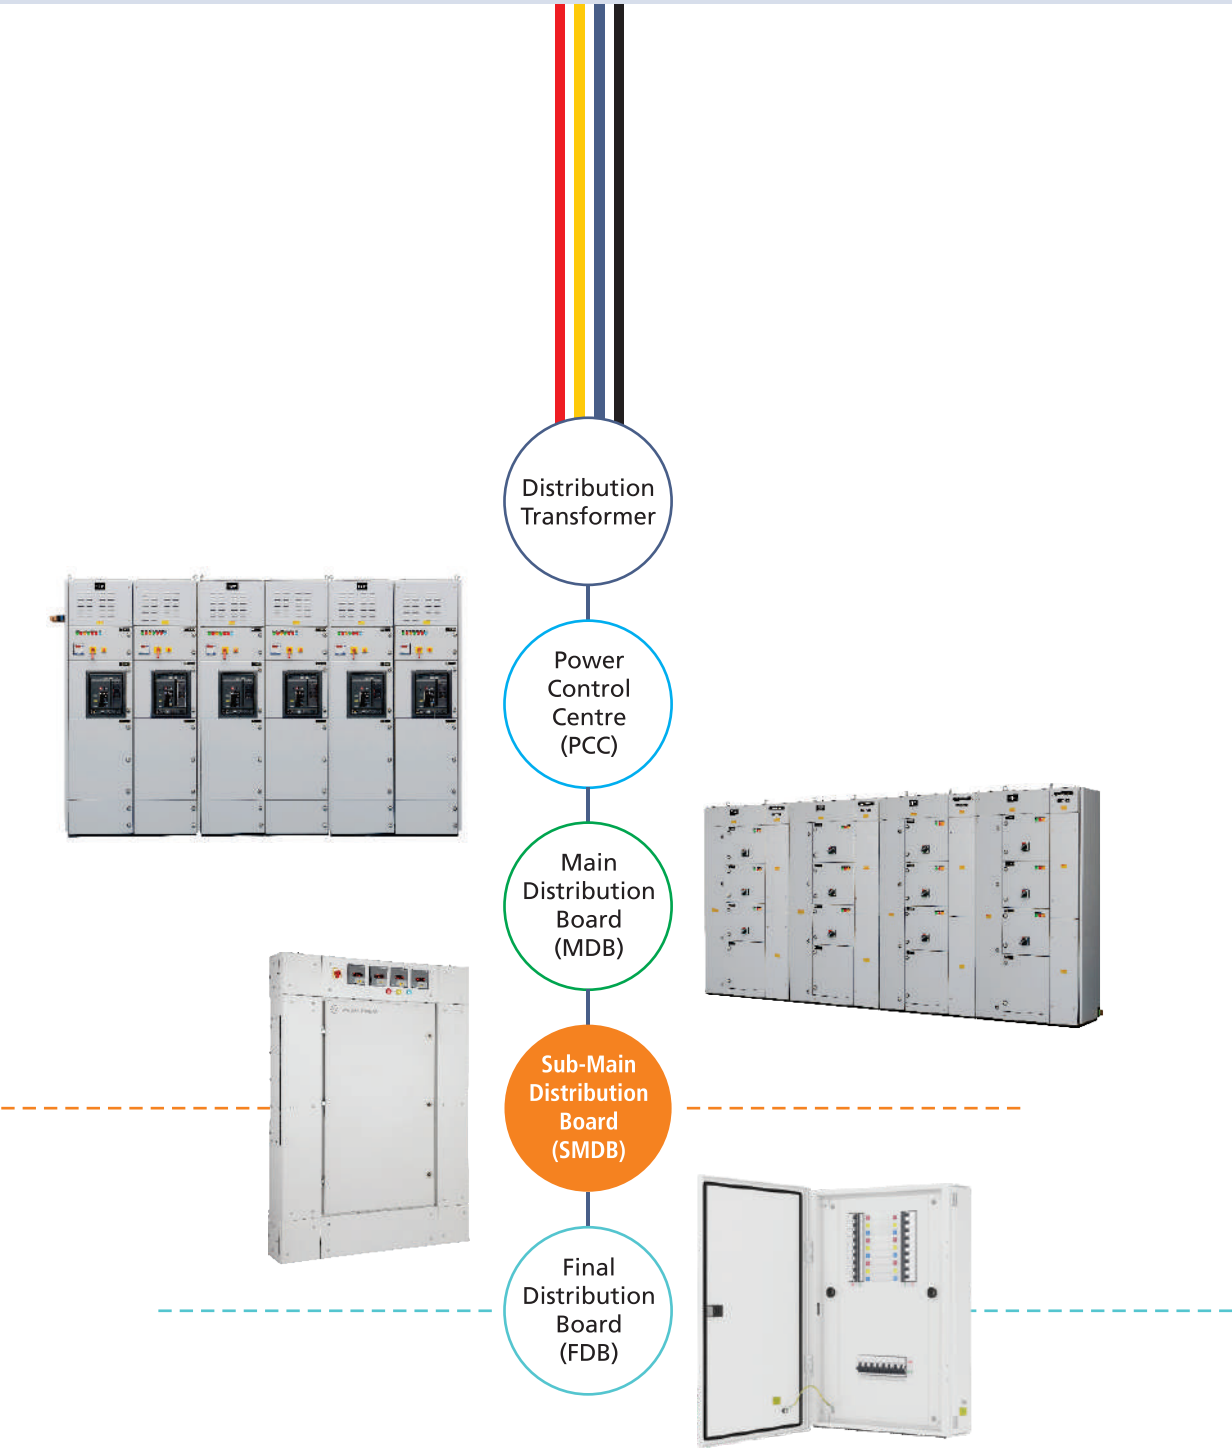 Distribution
Transformer
Power
Control
Centre
(PCC)
Main
Distribution
Board
(MDB)
Sub-Main
Distribution
Board
(SMDB)
Final
Distribution
Board
(FDB)